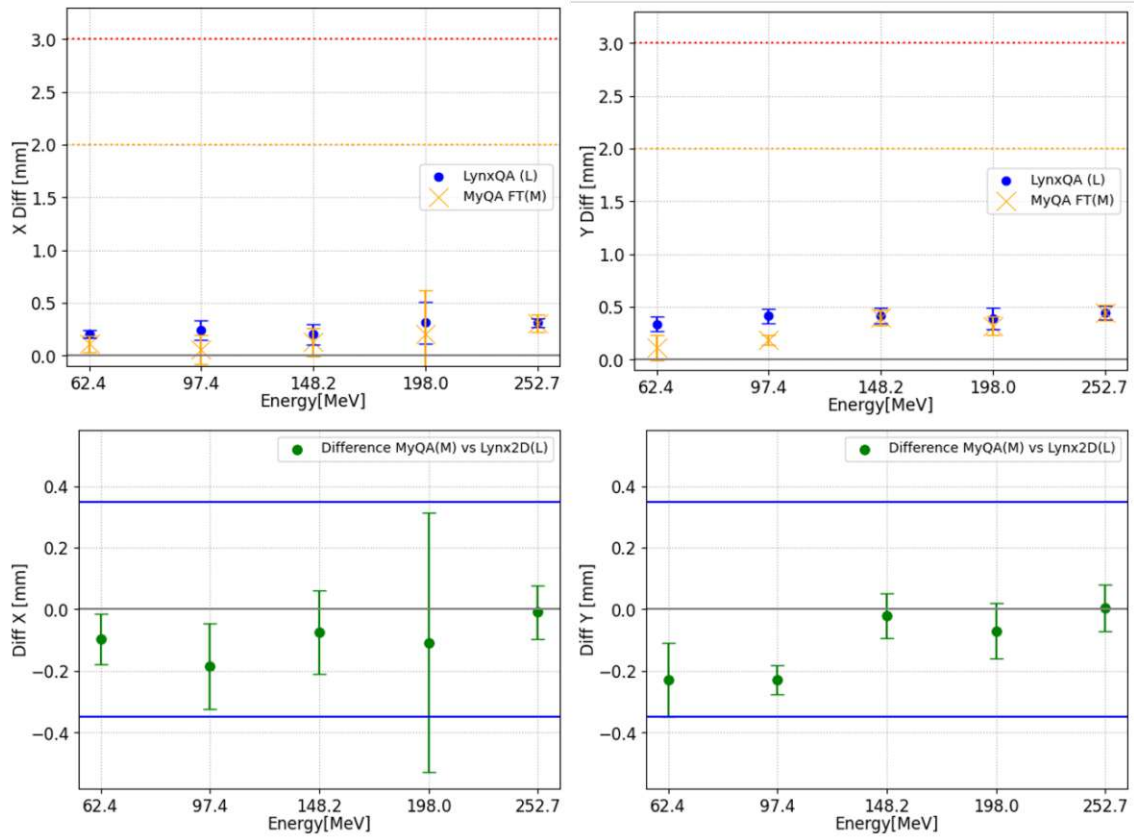 X Diff [mm]
3.0
2.5
2.0
1.5
1.0
0.5
0.0
LynxQA (L)
MyQA FT(M)
62.4 97.4 148.2 198.0 252.7
Energy[MeV]
Y Diff [mm]
3.0
2.5
2.0
1.5
1.0
0.5
0.0
LynxQA (L)
MyQA FT(M)
62.4 97.4 148.2 198.0 252.7
Energy[MeV]
Diff X [mm]
0.4
0.2
0.0
−0.2
−0.4
Difference MyQA(M) vs Lynx2D(L)
62.4 97.4 148.2 198.0 252.7
Energy[MeV]
Diff Y [mm]
0.4
0.2
0.0
−0.2
−0.4
Difference MyQA(M) vs Lynx2D(L)
62.4 97.4 148.2 198.0 252.7
Energy[MeV]